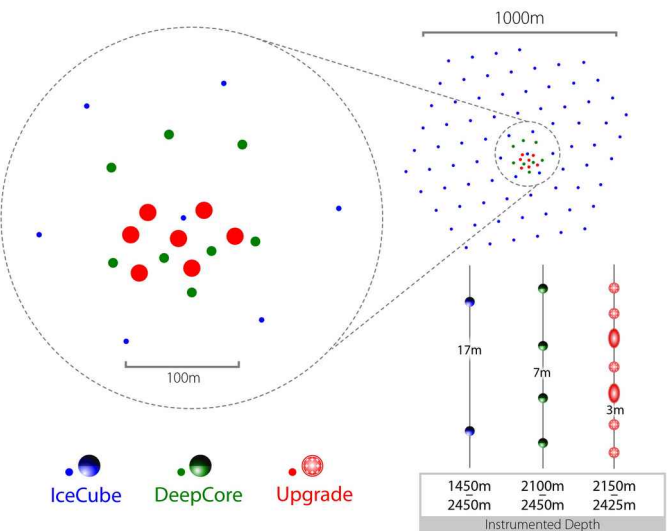 1000m
100m
17m
7m
3m
IceCube
DeepCore
Upgrade
1450m 2100m 2150m
– – –
2450m 2450m 2425m
Instrumented Depth